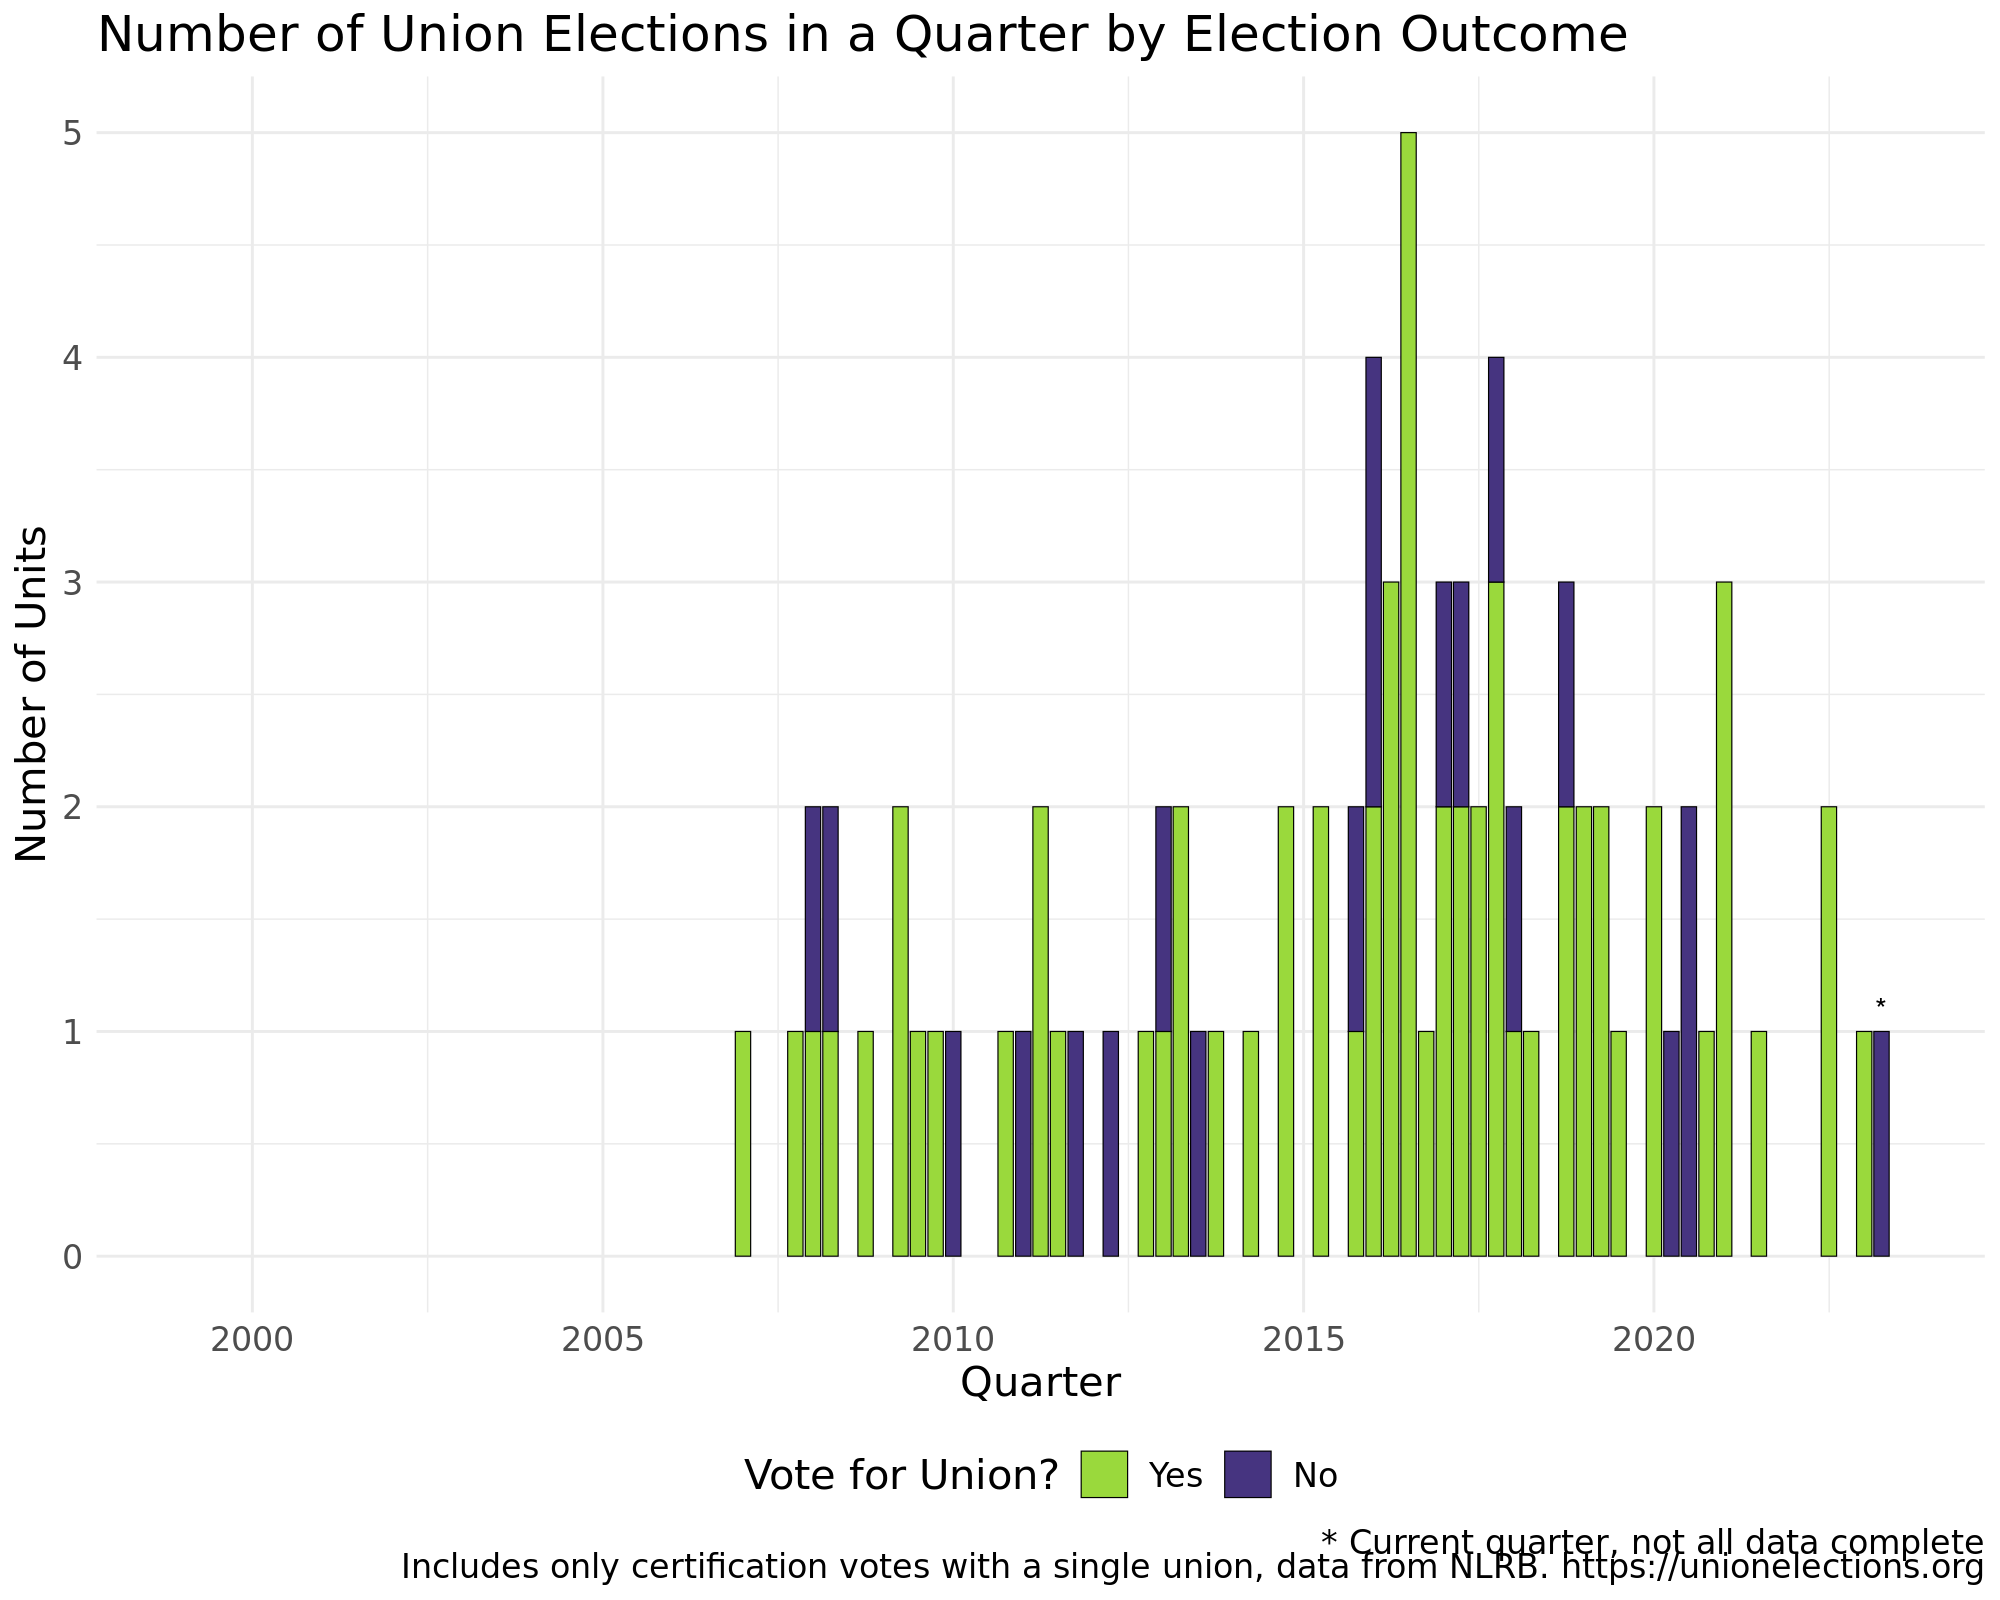 Number of Union Elections in a Quarter by Election Outcome
Number of Units
5
4
3
2
1
0
*
2000 2005 2010 2015 2020
Quarter
Vote for Union? Yes No
* Current quarter, not all data complete
Includes only certification votes with a single union, data from NLRB. https://unionelections.org